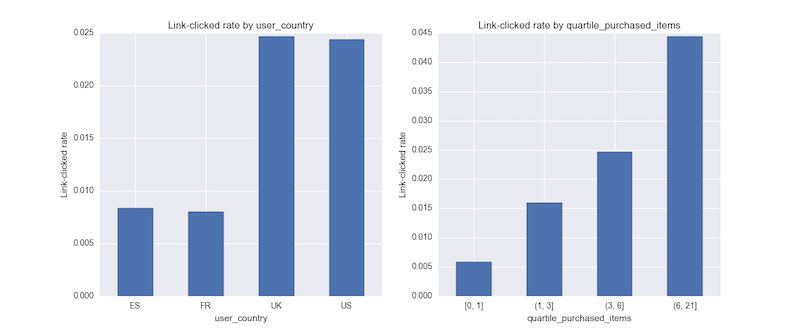 Link-clicked rate by user_country
0.025
0.020
0.015
0.010
0.005
0.000
Link-clicked rate
ES FR UK US
user_country
Link-clicked rate by quartile_purchased_items
0.045
0.040
0.035
0.030
0.025
0.020
0.015
0.010
0.005
0.000
Link-clicked rate
[0, 1] (1, 3] (3, 6] (6, 21]
quartile_purchased_items